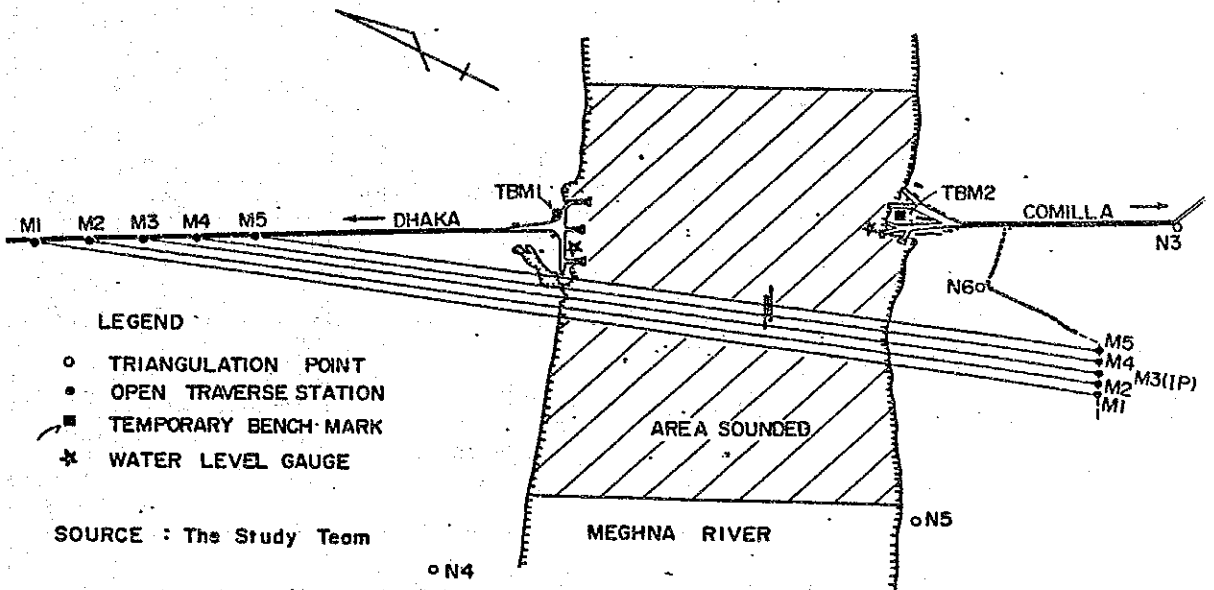 TBM1
TBM2
M1 M2 M3 M4 M5
DHAKA
COMILLA
N3
N6
LEGEND
TRIANGULATION POINT
OPEN TRAVERSE STATION
TEMPORARY BENCH-MARK
WATER LEVEL GAUGE
M5
M4
M3(IP)
M2
M1
AREA SOUNDED
SOURCE : The Study Team
MEGHNA RIVER
N5
N4